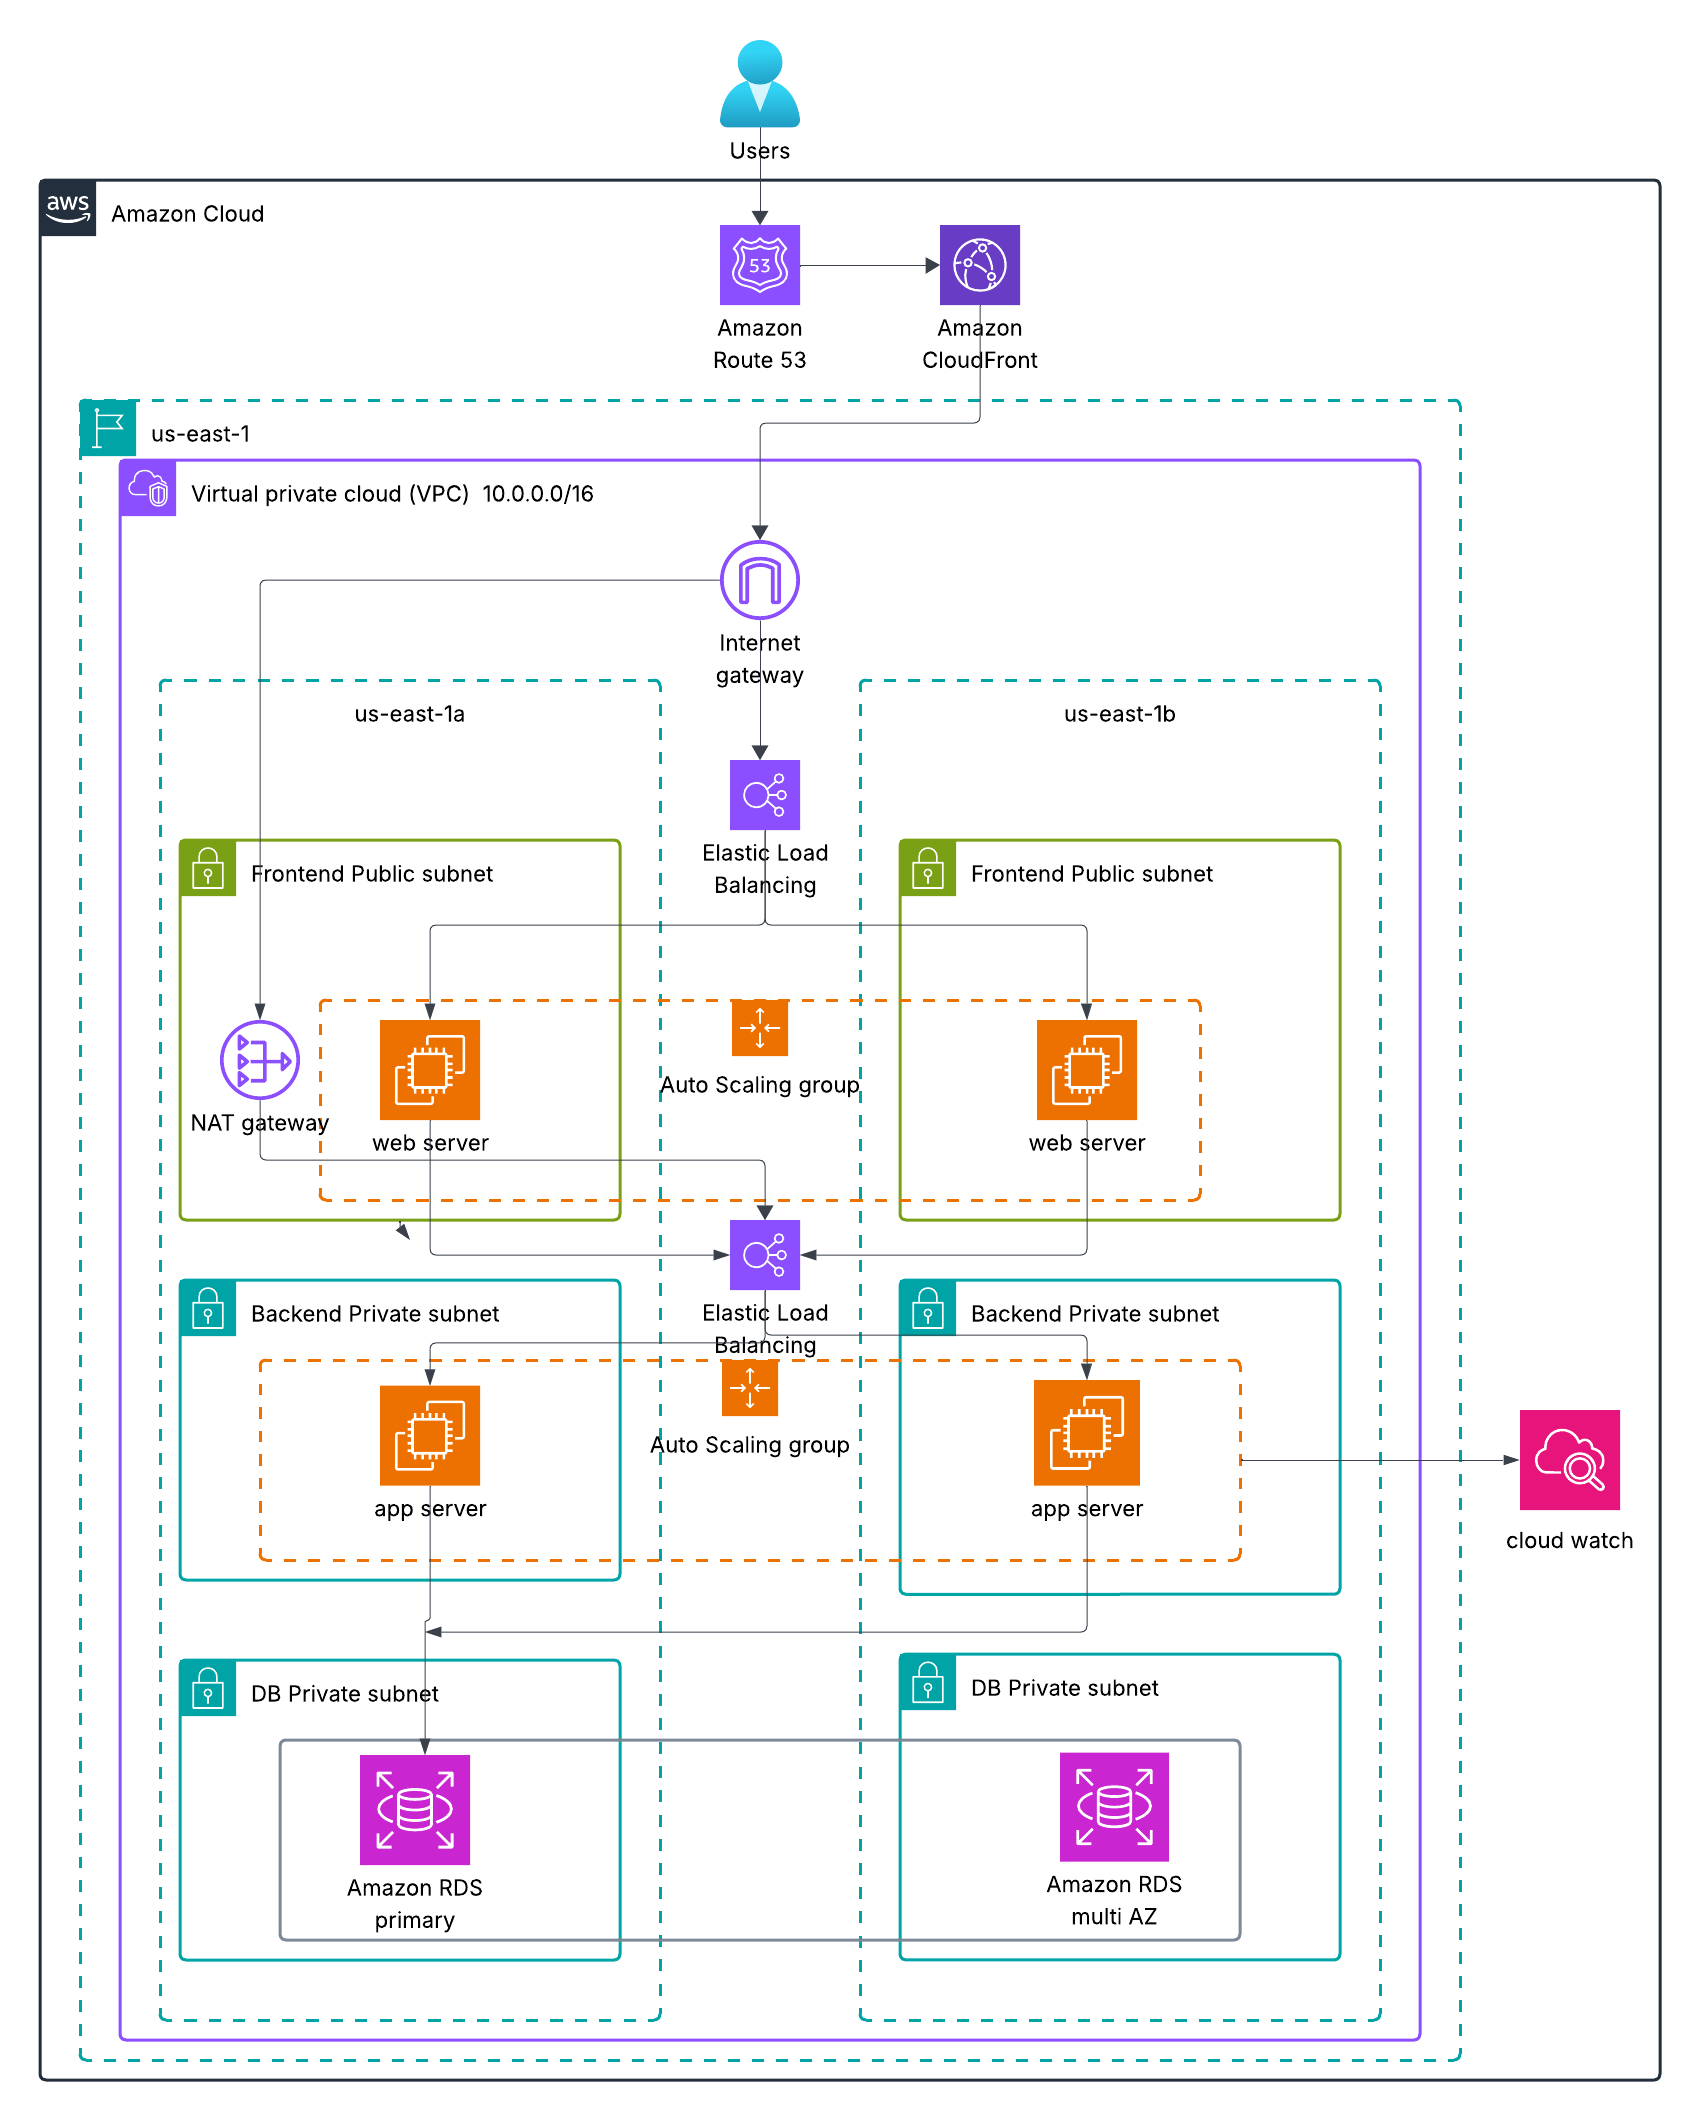 Users
aws
Amazon Cloud
53
Amazon
Route 53
Amazon
CloudFront
us-east-1
Virtual private cloud (VPC)  10.0.0.0/16
Internet
gateway
us-east-1a
us-east-1b
Elastic Load
Balancing
Frontend Public subnet
Frontend Public subnet
Auto Scaling group
NAT gateway
web server
web server
Elastic Load
Balancing
Backend Private subnet
Backend Private subnet
Auto Scaling group
app server
app server
cloud watch
DB Private subnet
DB Private subnet
Amazon RDS
primary
Amazon RDS
multi AZ